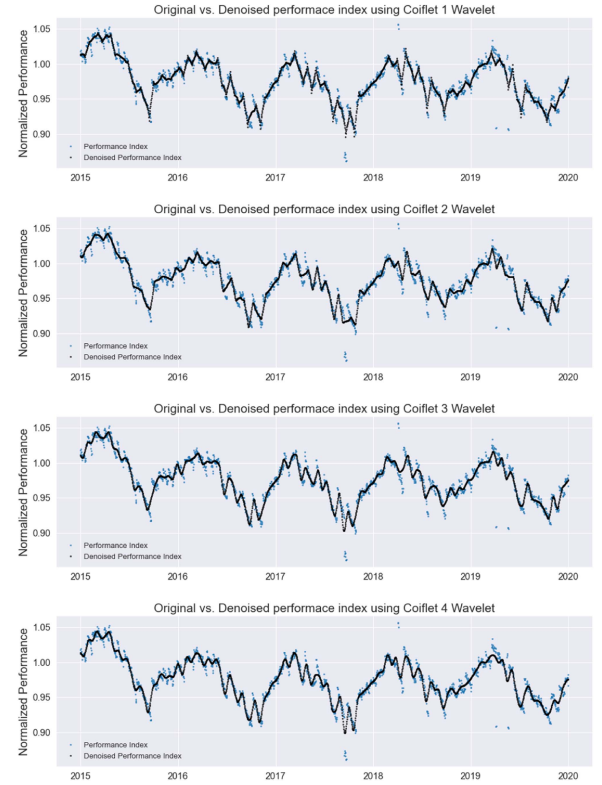 Original vs. Denoised performace index using Coiflet 1 Wavelet
Normalized Performance
1.05
1.00
0.95
0.90
Performance Index
Denoised Performance Index
2015 2016 2017 2018 2019 2020
Original vs. Denoised performace index using Coiflet 2 Wavelet
Normalized Performance
1.05
1.00
0.95
0.90
Performance Index
Denoised Performance Index
2015 2016 2017 2018 2019 2020
Original vs. Denoised performace index using Coiflet 3 Wavelet
Normalized Performance
1.05
1.00
0.95
0.90
Performance Index
Denoised Performance Index
2015 2016 2017 2018 2019 2020
Original vs. Denoised performace index using Coiflet 4 Wavelet
Normalized Performance
1.05
1.00
0.95
0.90
Performance Index
Denoised Performance Index
2015 2016 2017 2018 2019 2020